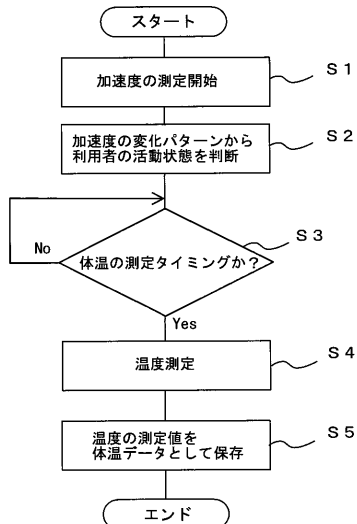 スタート
加速度の測定開始
S1
加速度の変化パターンから
利用者の活動状態を判断
S2
体温の測定タイミングか?
S3
No
Yes
温度測定
S4
温度の測定値を
体温データとして保存
S5
エンド